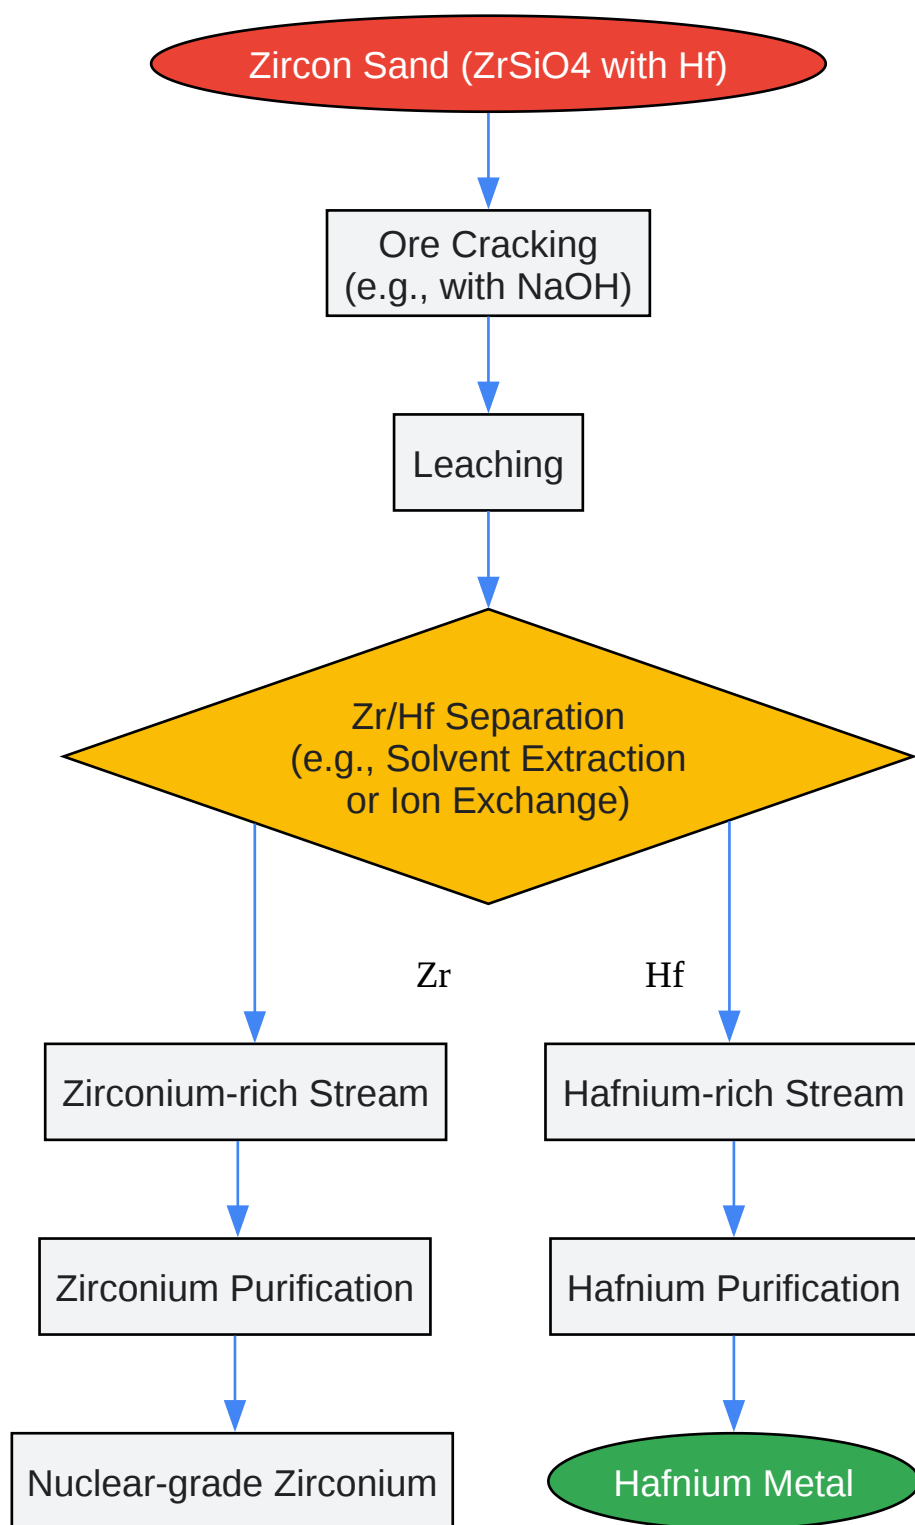 Zircon Sand (ZrSiO4 with Hf)
Ore Cracking
(e.g., with NaOH)
Leaching
Zr/Hf Separation
(e.g., Solvent Extraction
or Ion Exchange)
Zr
Hf
Zirconium-rich Stream
Hafnium-rich Stream
Zirconium Purification
Hafnium Purification
Nuclear-grade Zirconium
Hafnium Metal